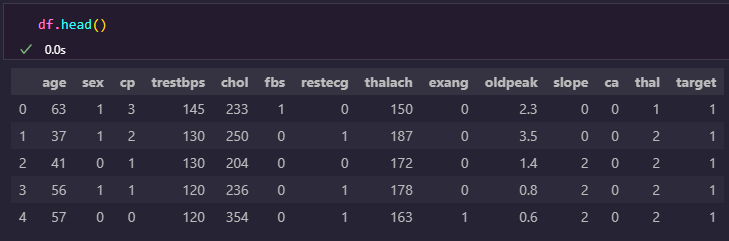 df.head()
0.0s
age sex cp trestbps chol fbs restecg thalach exang oldpeak slope ca thal target
0 63 1 3 145 233 1 0 150 0 2.3 0 0 1 1
1 37 1 2 130 250 0 1 187 0 3.5 0 0 2 1
2 41 0 1 130 204 0 0 172 0 1.4 2 0 2 1
3 56 1 1 120 236 0 1 178 0 0.8 2 0 2 1
4 57 0 0 120 354 0 1 163 1 0.6 2 0 2 1